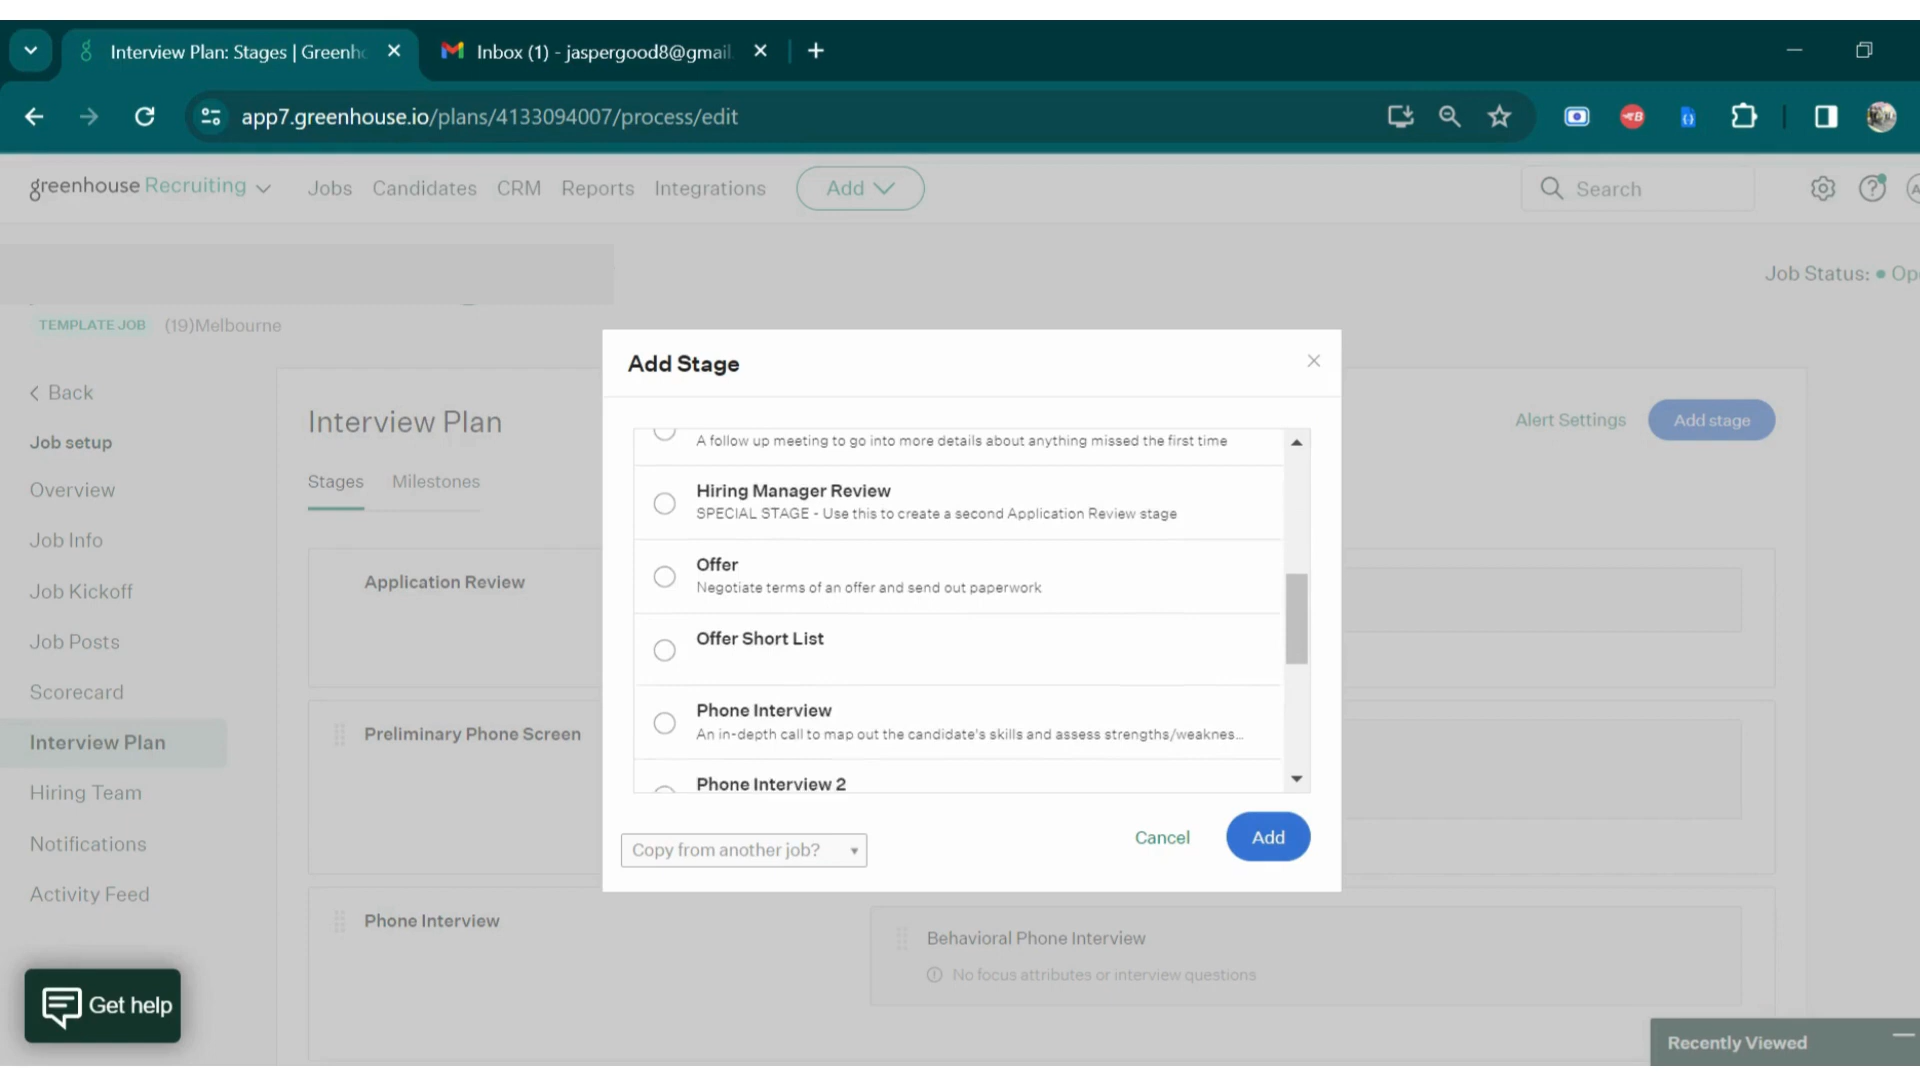 Interview Plan: Stages | Greenho
Inbox (1) - jaspergood8@gmail.
app7.greenhouse.io/plans/4133094007/process/edit
greenhouse Recruiting
Jobs
Candidates
CRM
Reports
Integrations
Add
Search
Job Status: • Ope
TEMPLATE JOB
(19)Melbourne
Back
Job setup
Overview
Job Info
Job Kickoff
Job Posts
Scorecard
Interview Plan
Hiring Team
Notifications
Activity Feed
Get help
Interview Plan
Alert Settings
Add stage
Stages
Milestones
Application Review
Preliminary Phone Screen
Phone Interview
Behavioral Phone Interview
No focus attributes or interview questions
Add Stage
A follow up meeting to go into more details about anything missed the first time
Hiring Manager Review
SPECIAL STAGE - Use this to create a second Application Review stage
Offer
Negotiate terms of an offer and send out paperwork
Offer Short List
Phone Interview
An in-depth call to map out the candidate's skills and assess strengths/weaknes...
Phone Interview 2
Copy from another job?
Cancel
Add
Recently Viewed